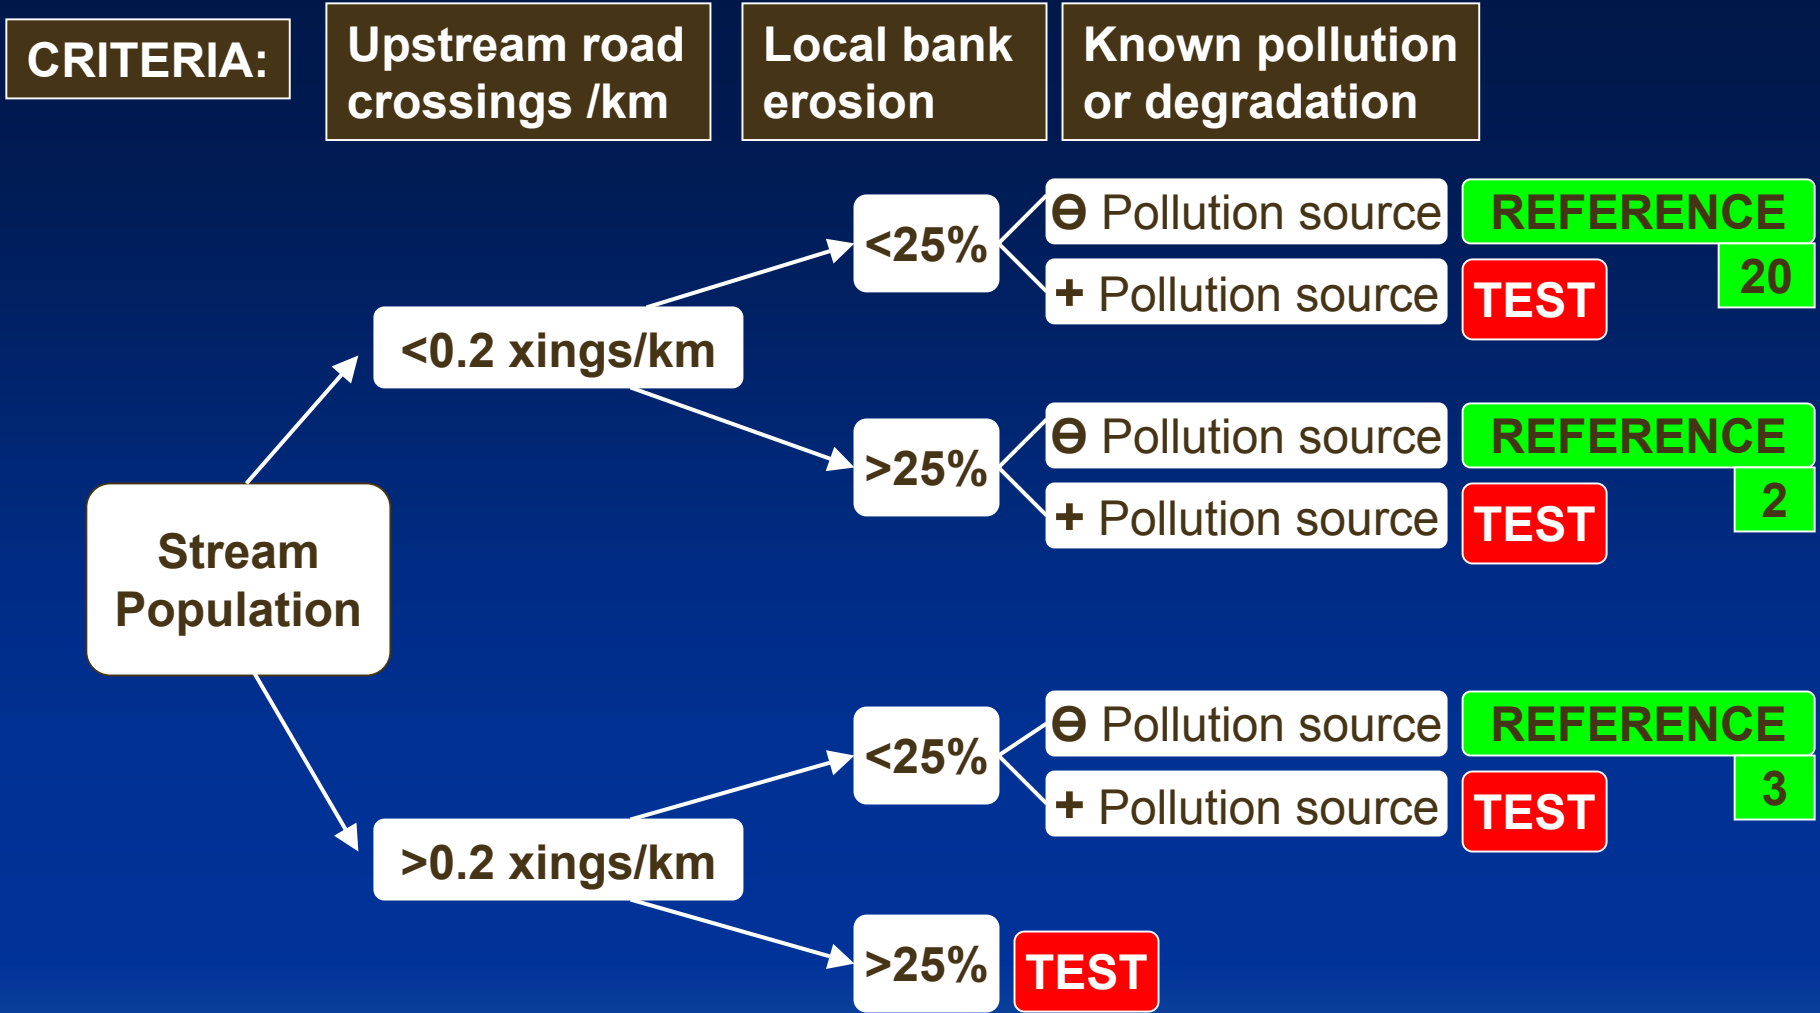 CRITERIA:
Upstream road
crossings /km
Local bank
erosion
Known pollution
or degradation
<25%
Ɵ Pollution source
REFERENCE
20
+ Pollution source
TEST
<0.2 xings/km
>25%
Ɵ Pollution source
REFERENCE
2
+ Pollution source
TEST
Stream
Population
<25%
Ɵ Pollution source
REFERENCE
3
+ Pollution source
TEST
>0.2 xings/km
>25%
TEST